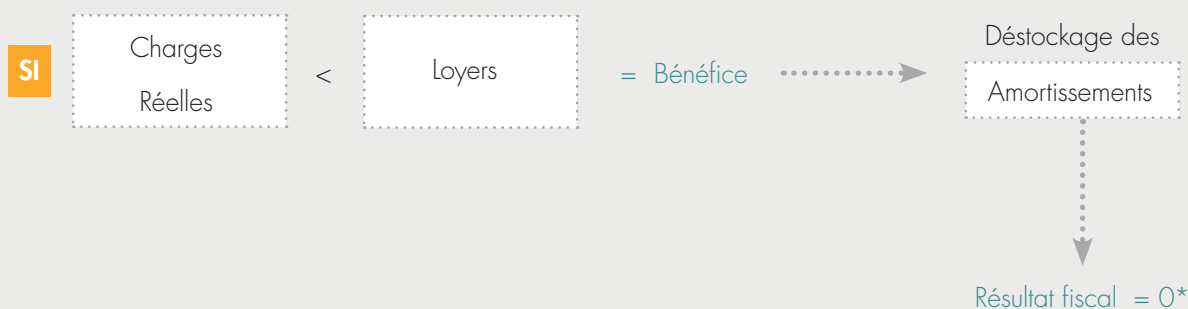 SI
Charges
Réelles
<
Loyers
= Bénéfice
Déstockage des
Amortissements
Résultat fiscal = 0*